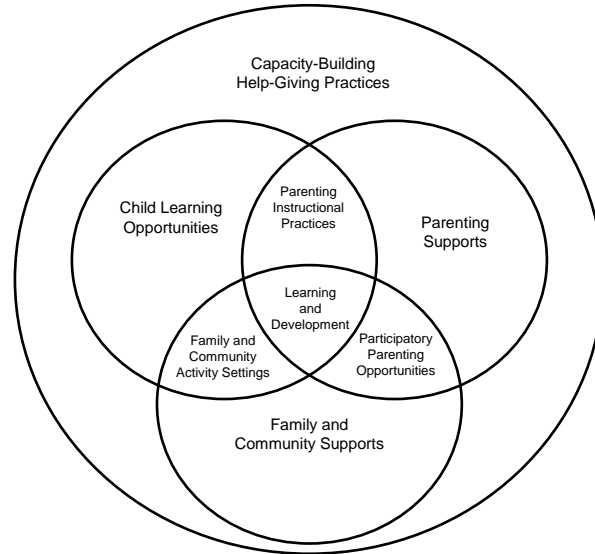 Capacity-Building
Help-Giving Practices
Child Learning
Opportunities
Parenting
Instructional
Practices
Parenting
Supports
Learning
and
Development
Family and
Community
Activity Settings
Participatory
Parenting
Opportunities
Family and
Community Supports